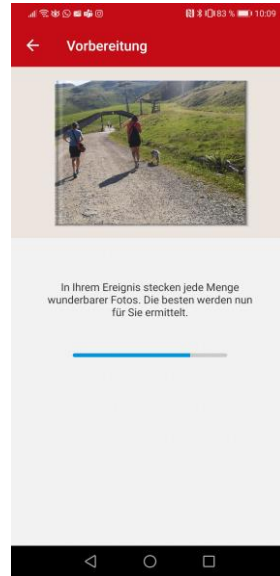 83 % 10:09
Vorbereitung
In Ihrem Ereignis stecken jede Menge
wunderbarer Fotos. Die besten werden nun
für Sie ermittelt.